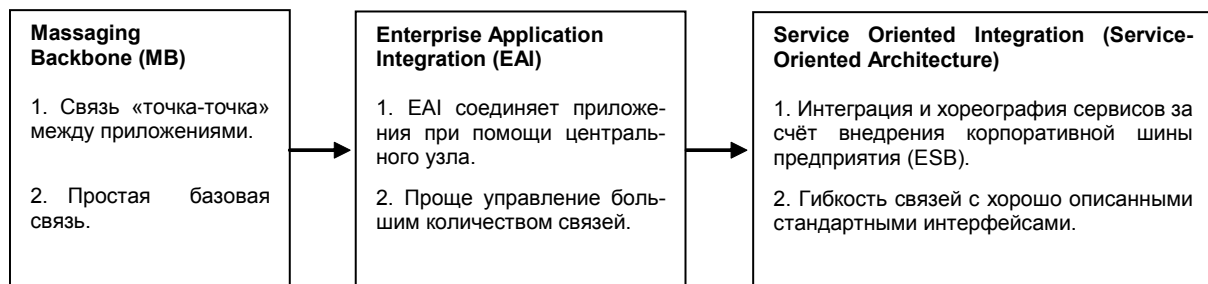 Massaging
Backbone (MB)
1. Связь «точка-точка»
между приложениями.
2. Простая базовая
связь.
Enterprise Application
Integration (EAI)
1. EAI соединяет приложе-
ния при помощи централь-
ного узла.
2. Проще управление боль-
шим количеством связей.
Service Oriented Integration (Service-
Oriented Architecture)
1. Интеграция и хореография сервисов за
счёт внедрения корпоративной шины
предприятия (ESB).
2. Гибкость связей с хорошо описанными
стандартными интерфейсами.